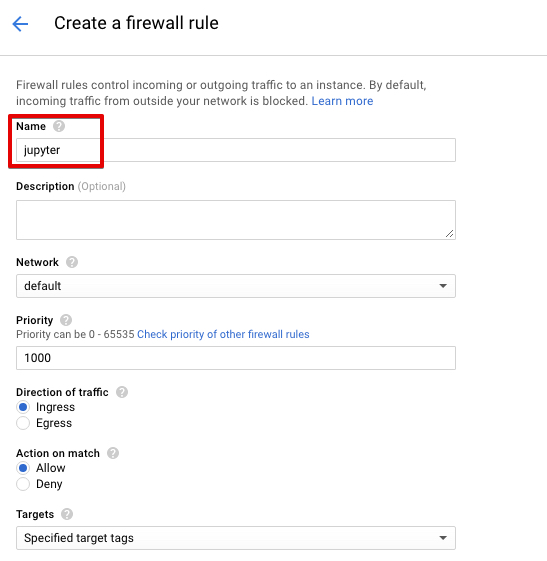 Create a firewall rule
Firewall rules control incoming or outgoing traffic to an instance. By default,
incoming traffic from outside your network is blocked. Learn more
Name ?
jupyter
Description (Optional)
Network ?
default
Priority ?
Priority can be 0 - 65535 Check priority of other firewall rules
1000
Direction of traffic ?
Ingress
Egress
Action on match ?
Allow
Deny
Targets ?
Specified target tags